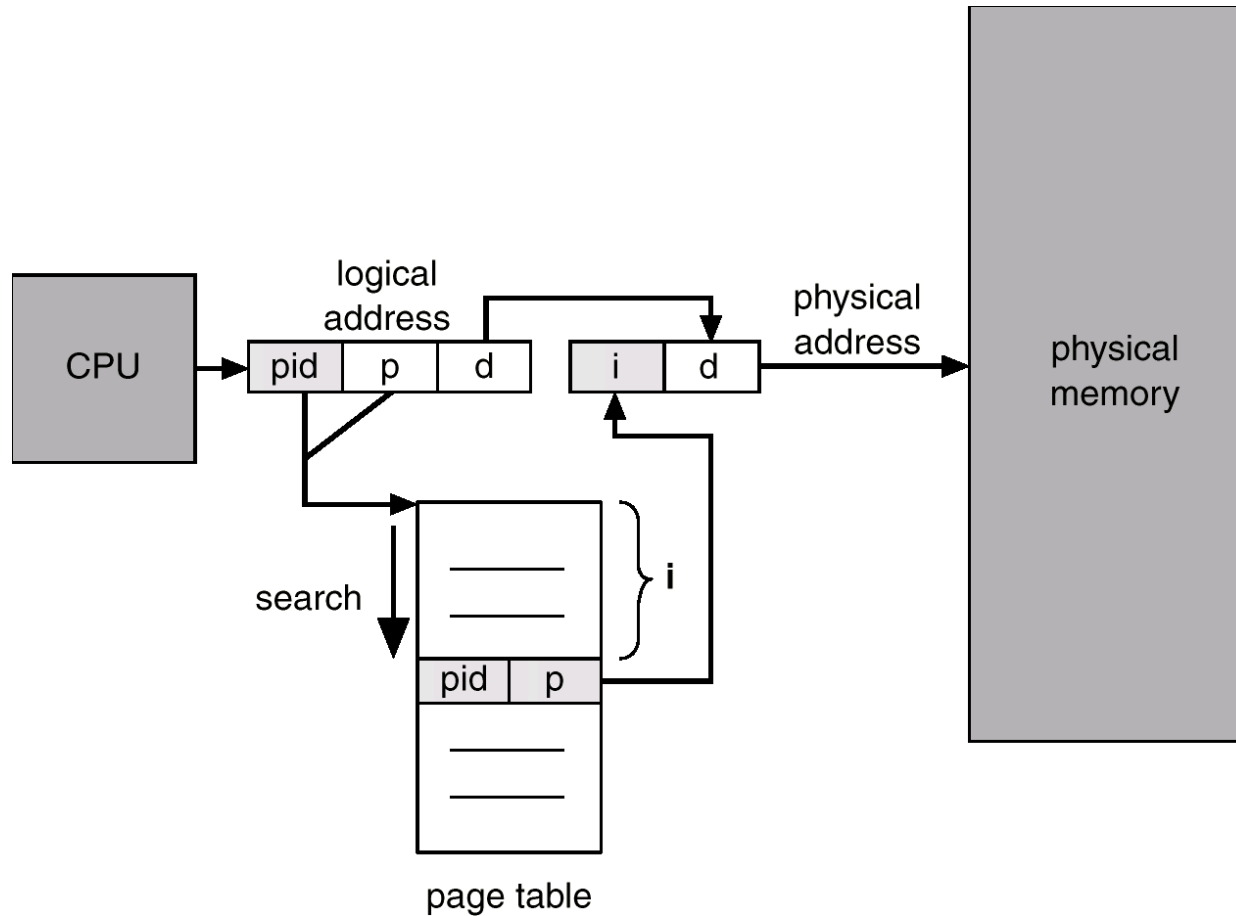 logical
address
physical
address
CPU
pid
p
d
i
d
physical
memory
search
i
pid
p
page table